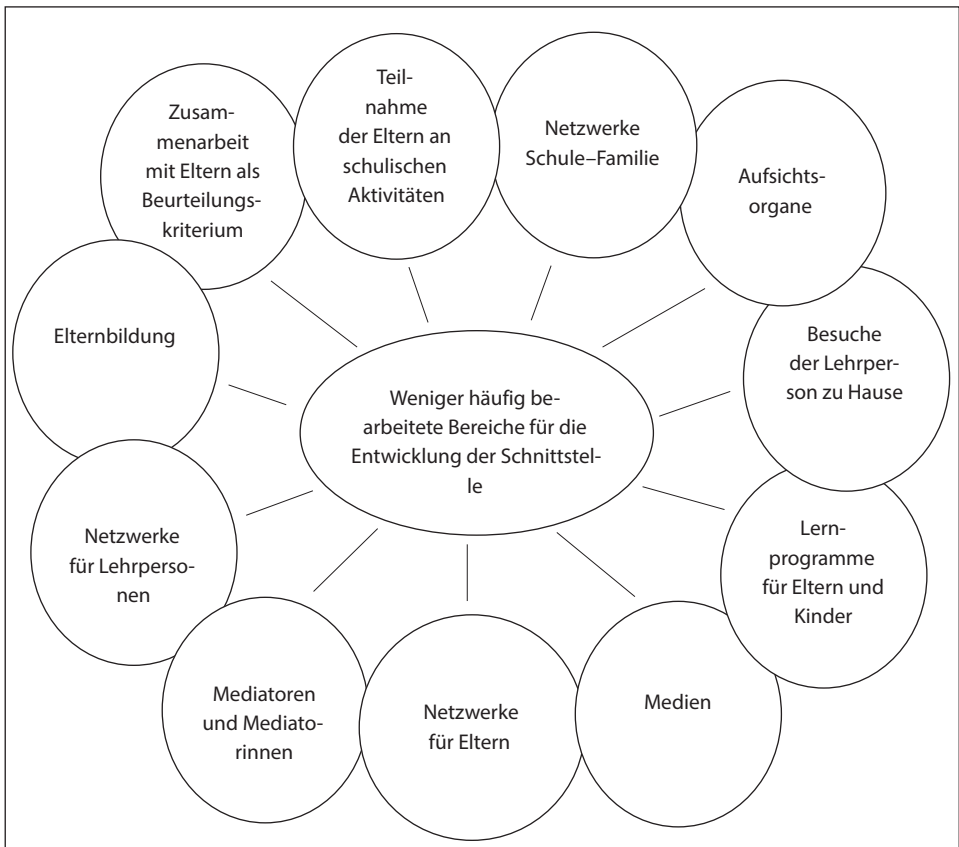 Zusam-
menarbeit
mit Eltern als
Beurteilungs-
kriterium
Teil-
nahme
der Eltern an
schulischen
Aktivitäten
Netzwerke
Schule–Familie
Aufsichts-
organe
Besuche
der Lehrper-
son zu Hause
Lern-
programme
für Eltern und
Kinder
Medien
Netzwerke
für Eltern
Mediatoren
und Mediato-
rinnen
Netzwerke
für Lehrperso-
nen
Elternbildung
Weniger häufig be-
arbeitete Bereiche für die
Entwicklung der Schnittstel-
le